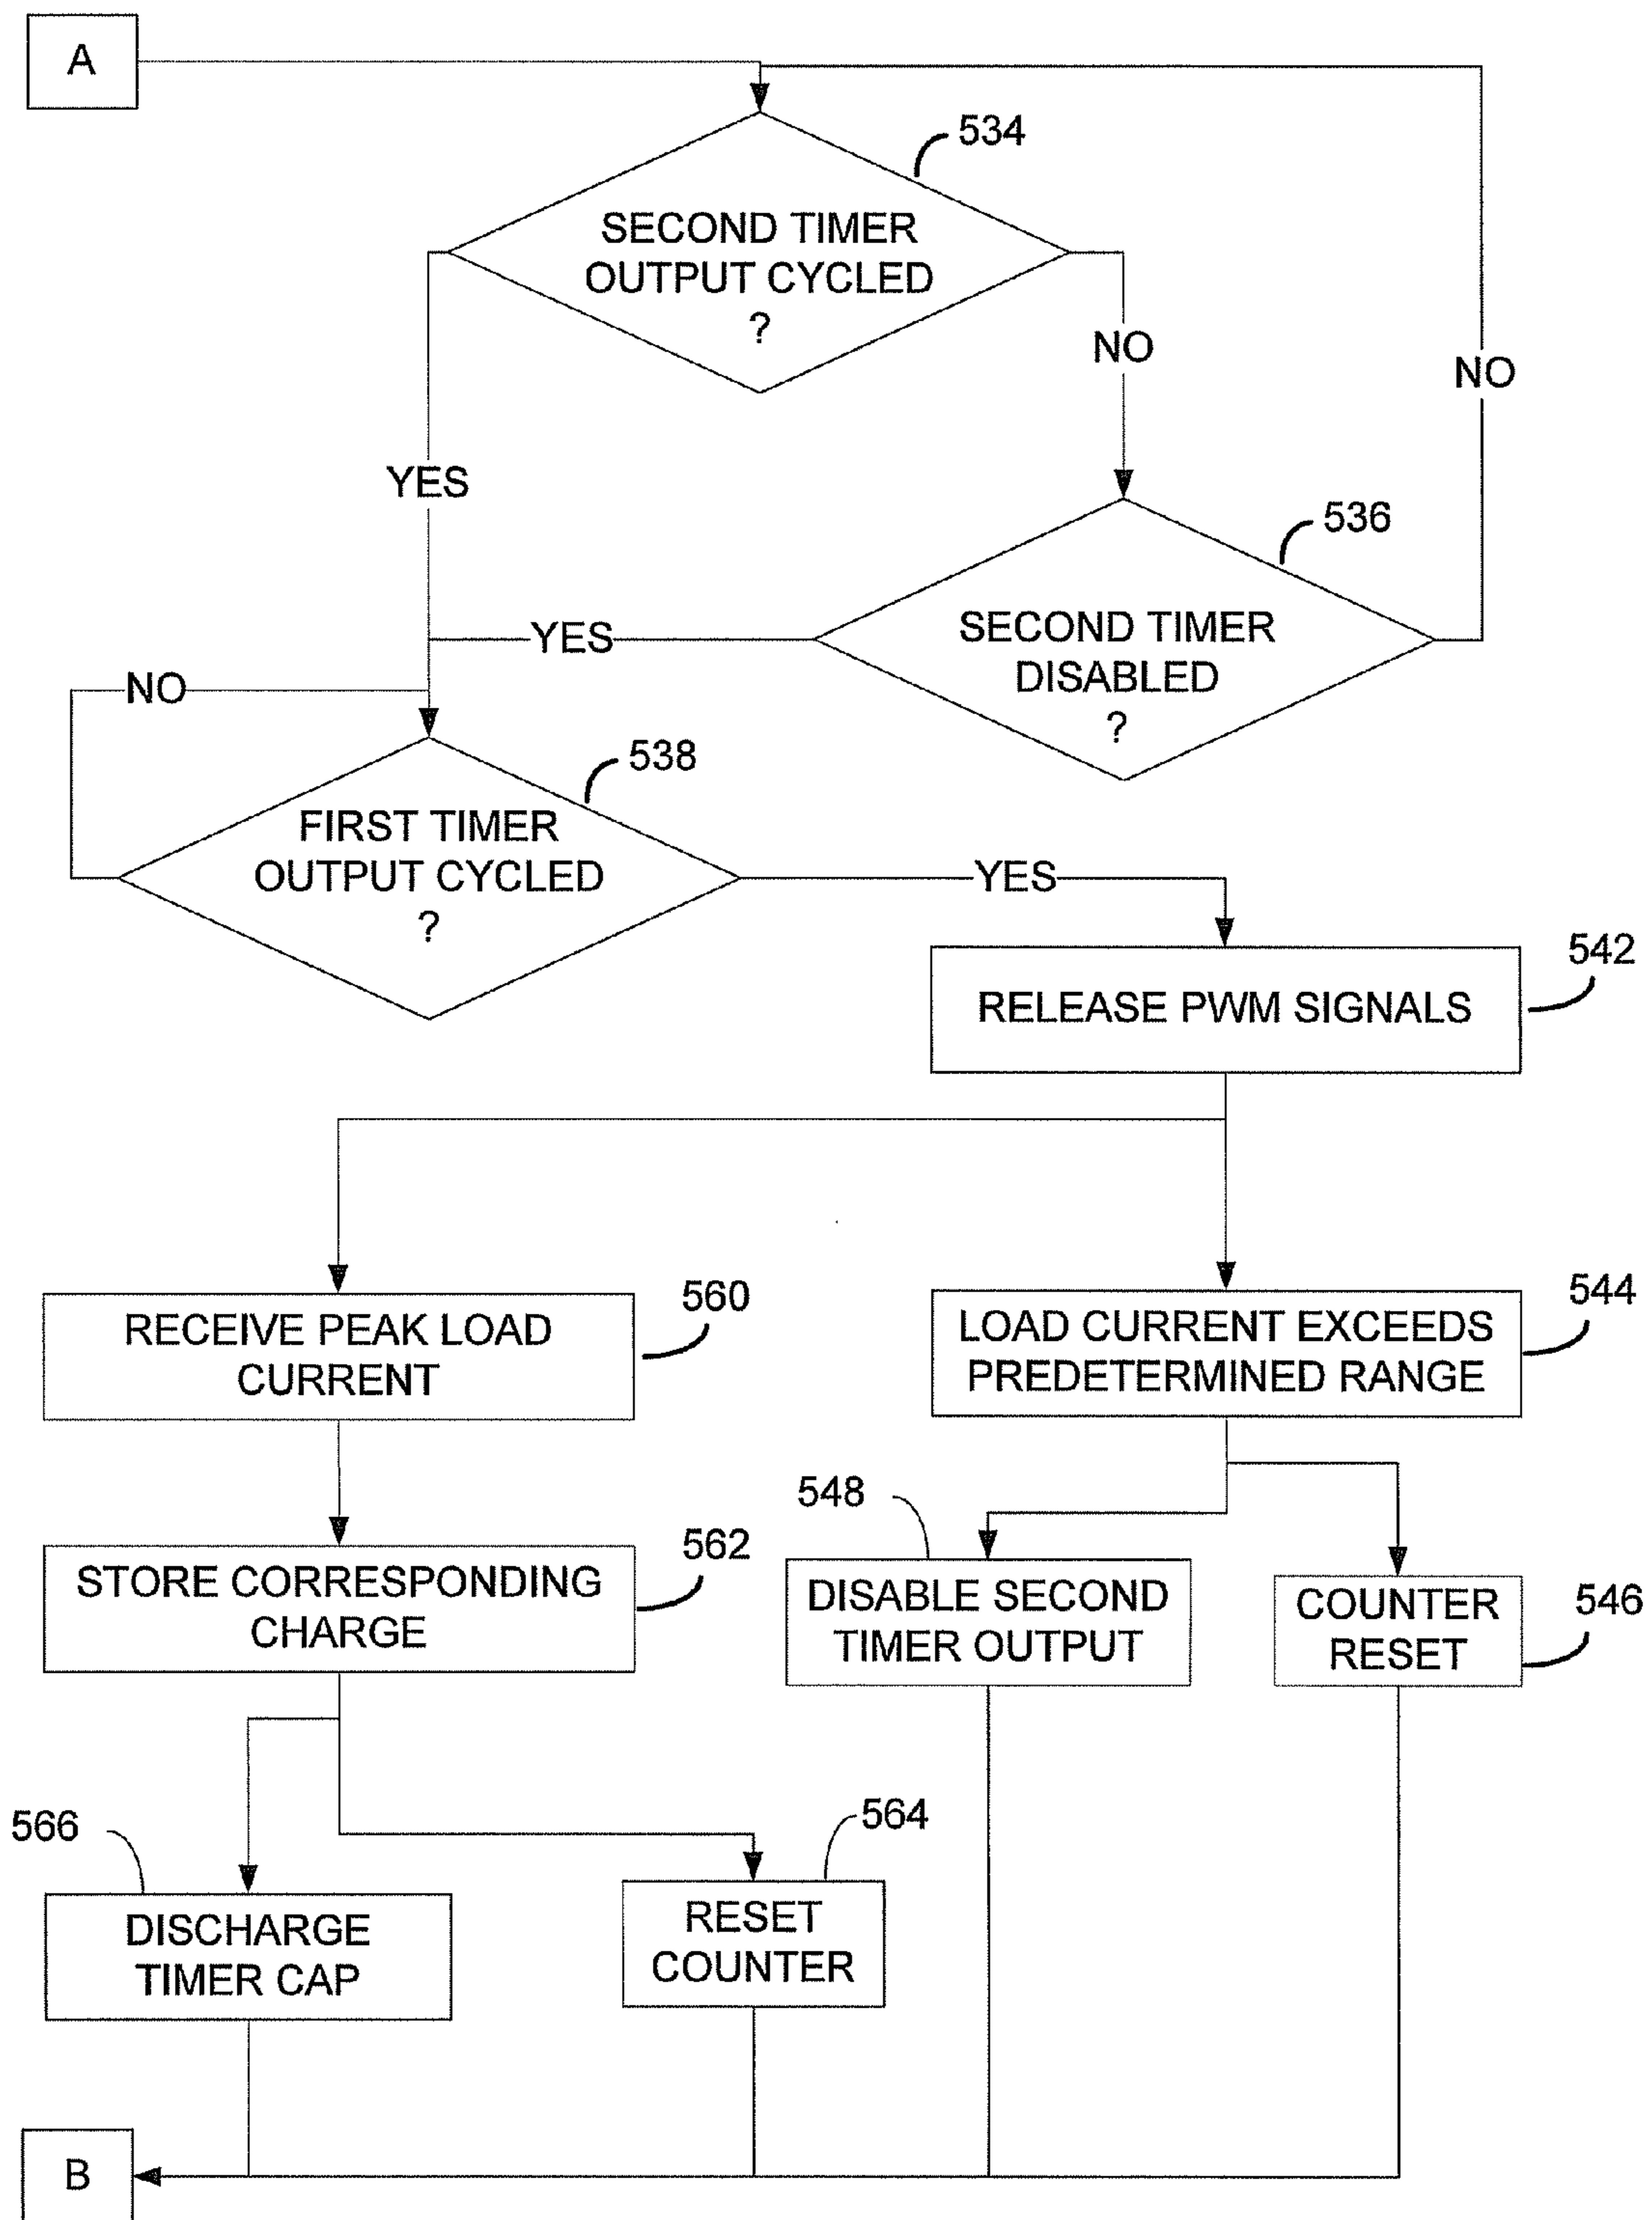 A
534
SECOND TIMER
OUTPUT CYCLED
?
NO
NO
YES
536
SECOND TIMER
DISABLED
?
YES
NO
538
FIRST TIMER
OUTPUT CYCLED
?
YES
542
RELEASE PWM SIGNALS
560
RECEIVE PEAK LOAD
CURRENT
544
LOAD CURRENT EXCEEDS
PREDETERMINED RANGE
562
STORE CORRESPONDING
CHARGE
548
DISABLE SECOND
TIMER OUTPUT
546
COUNTER
RESET
566
DISCHARGE
TIMER CAP
564
RESET
COUNTER
B